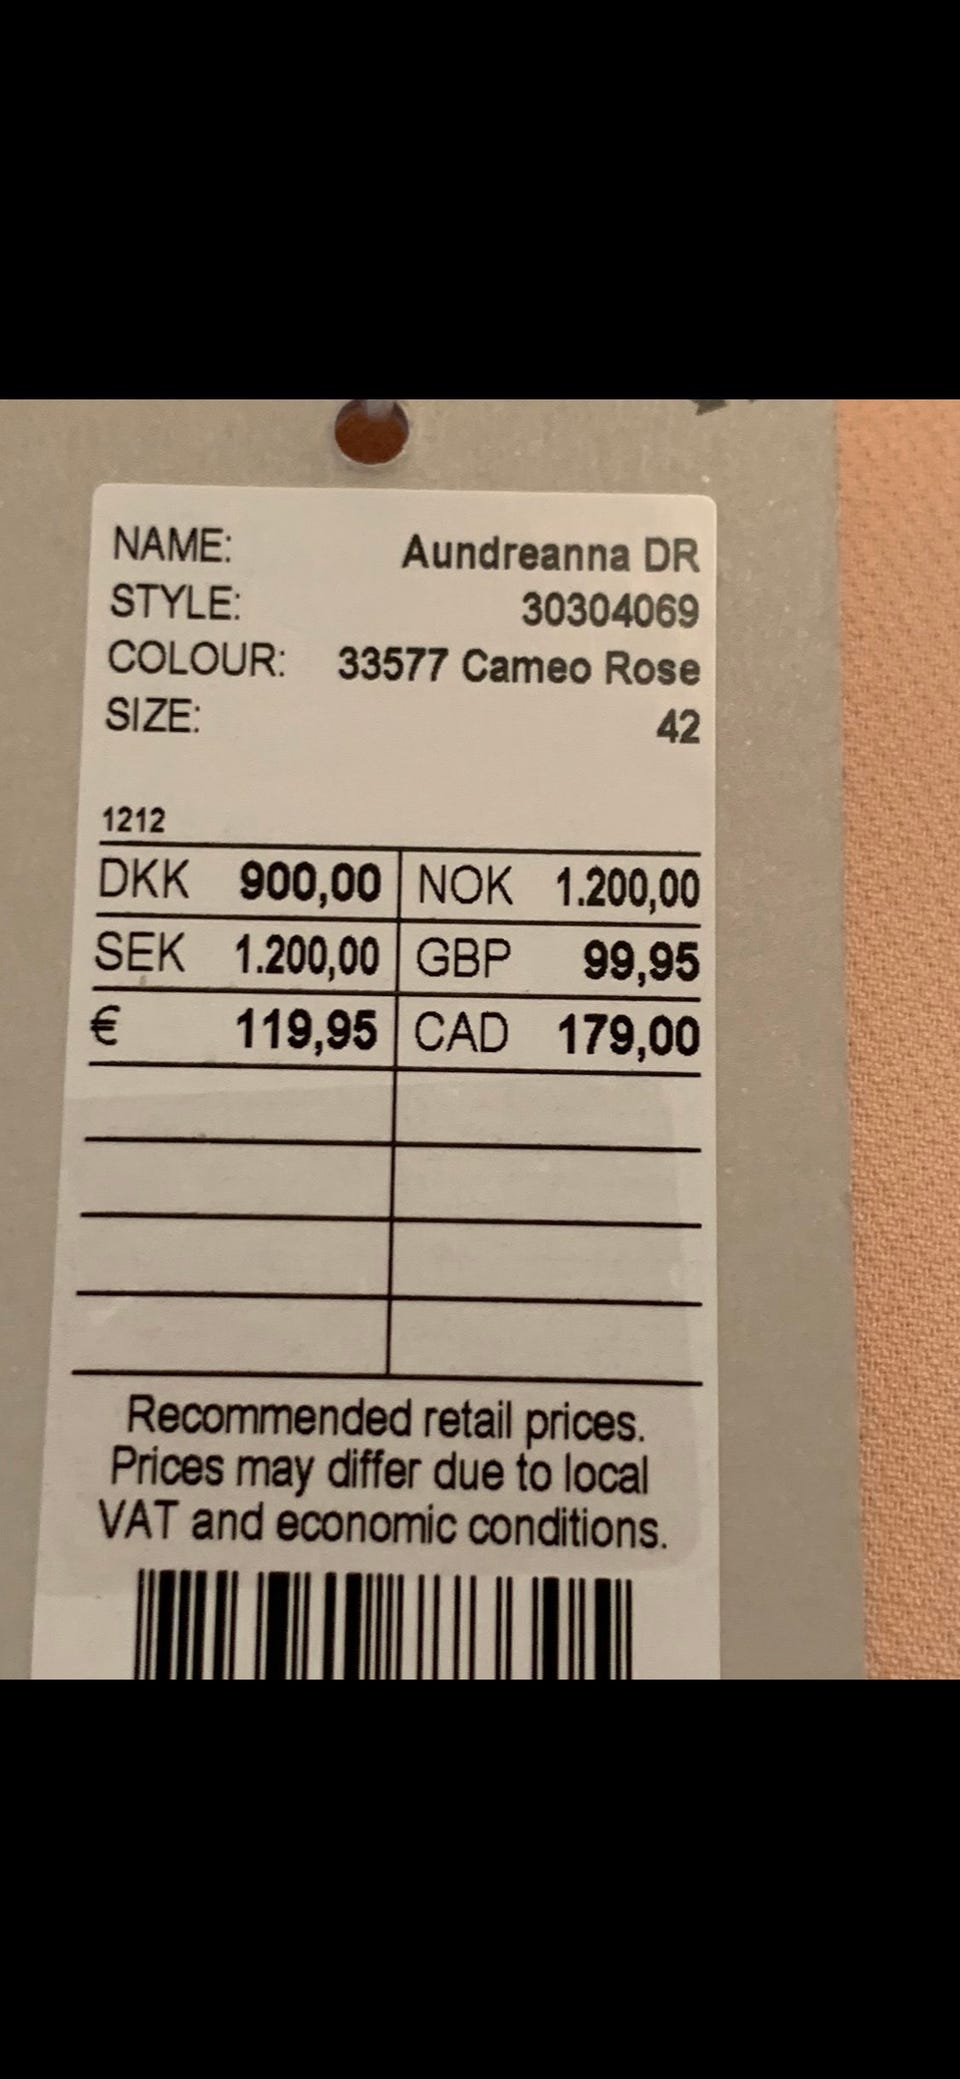 NAME: Aundreanna DR
STYLE: 30304069
COLOUR: 33577 Cameo Rose
SIZE: 42
1212
DKK 900,00 NOK 1.200,00
SEK 1.200,00 GBP 99,95
€ 119,95 CAD 179,00
Recommended retail prices.
Prices may differ due to local
VAT and economic conditions.